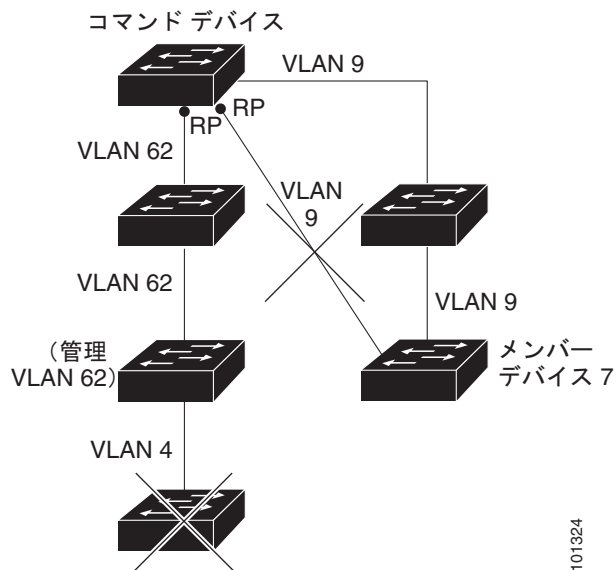 コマンド デバイス
VLAN 9
RP
RP
VLAN 62
VLAN
9
VLAN 62
VLAN 9
（管理
VLAN 62）
メンバー
デバイス 7
VLAN 4
101324